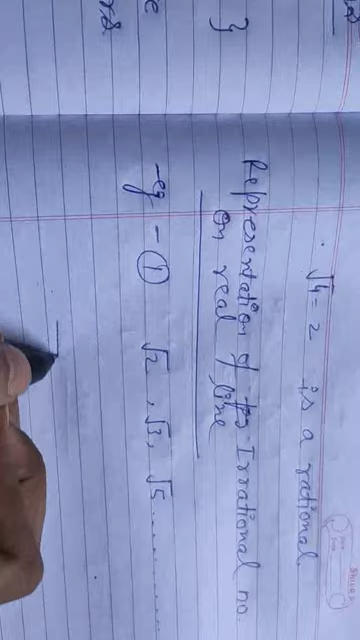 √4 = 2 is a rational
Representation of Irrational no.
on real line
eg - ① √2, √3, √5..........